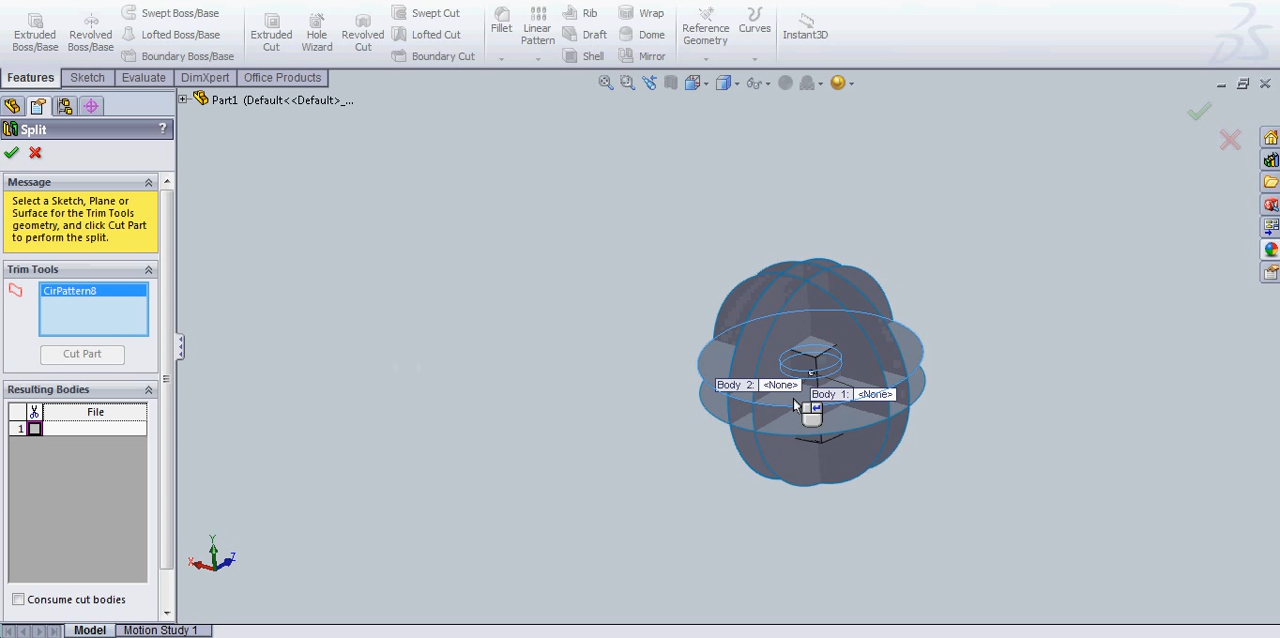 Extruded Boss/Base
Revolved Boss/Base
Swept Boss/Base
Lofted Boss/Base
Boundary Boss/Base
Extruded Cut
Hole Wizard
Revolved Cut
Swept Cut
Lofted Cut
Boundary Cut
Fillet
Linear Pattern
Rib
Draft
Shell
Wrap
Dome
Mirror
Reference Geometry
Curves
Instant3D
Features
Sketch
Evaluate
DimXpert
Office Products
Part1 (Default<<Default>_...
Split
?
Message
Select a Sketch, Plane or
Surface for the Trim Tools
geometry, and click Cut Part
to perform the split.
Trim Tools
CirPattern8
Cut Part
Resulting Bodies
File
1
Consume cut bodies
Body 2: <None>
Body 1: <None>
Y
X
Z
Model
Motion Study 1